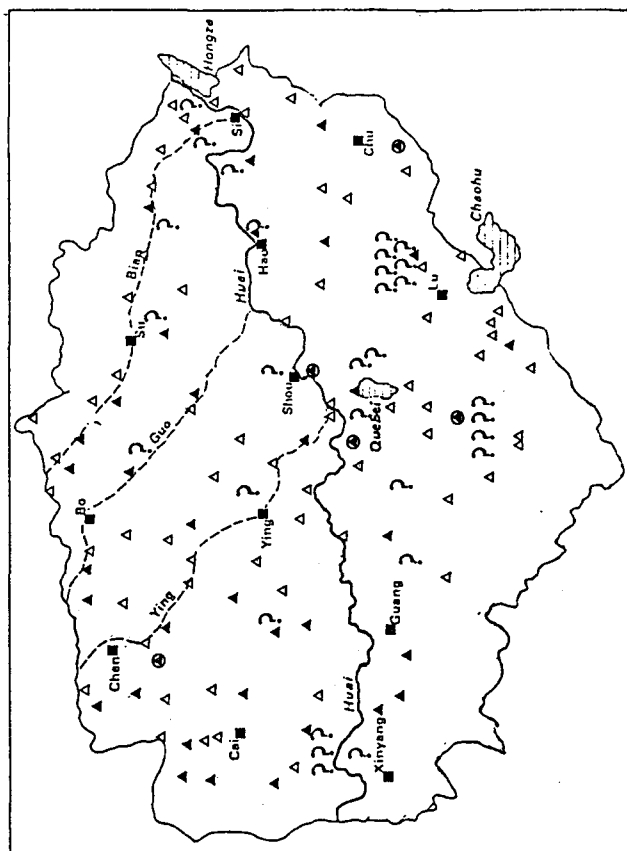 Bo
Chen
Bian
Su
Guo
Ying
Hongze
Si
Cai
Huai
Hao
Ying
Shou
Huai
Chu
Quebei
Xinyang
Guang
Lu
Chaohu